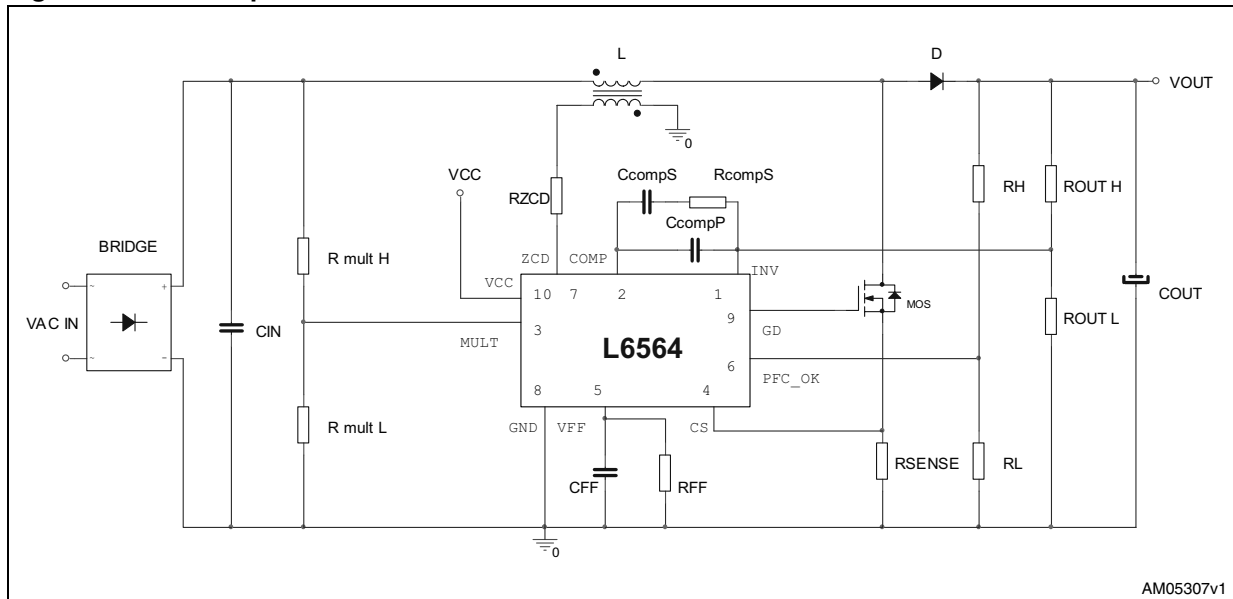 L
D
VOUT
VCC
CcompS
RcompS
RH
ROUT H
RZCD
CcompP
BRIDGE
R mult H
ZCD
COMP
INV
VCC
10
7
2
1
MOS
COUT
VAC IN
~
+
~
-
CIN
3
9
GD
ROUT L
MULT
L6564
6
PFC_OK
8
5
4
R mult L
GND
VFF
CS
RSENSE
RL
CFF
RFF
0
0
AM05307v1